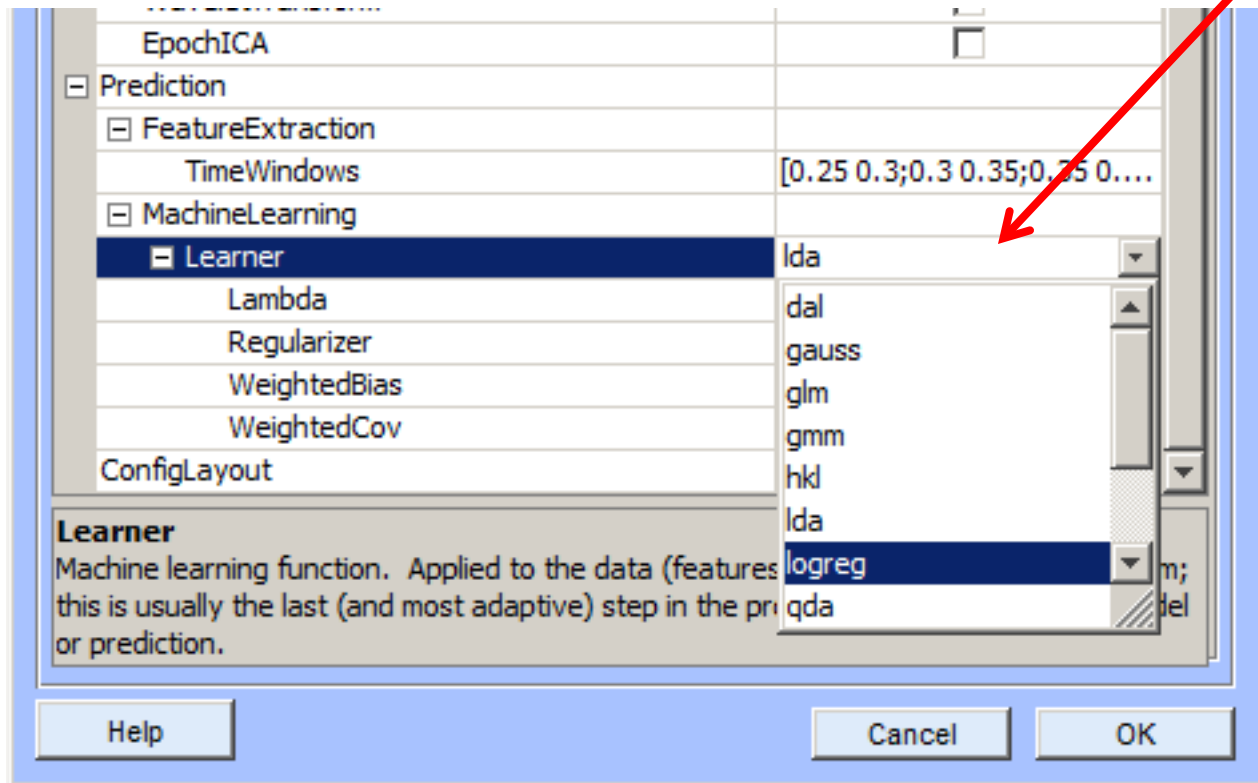 EpochICA
Prediction
FeatureExtraction
TimeWindows [0.25 0.3;0.3 0.35;0.35 0....
MachineLearning
Learner lda
Lambda
Regularizer
WeightedBias
WeightedCov
ConfigLayout
dal
gauss
glm
gmm
hkl
lda
logreg
qda
Learner
Machine learning function. Applied to the data (features
this is usually the last (and most adaptive) step in the
or prediction.
Help Cancel OK